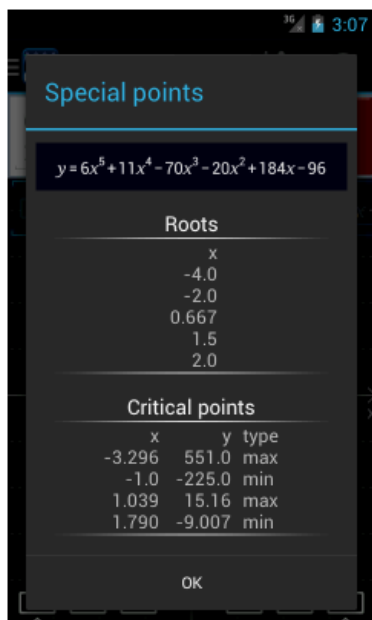 3G 3:07
Special points
y=6x⁵+11x⁴-70x³-20x²+184x-96
Roots
x
-4.0
-2.0
0.667
1.5
2.0
Critical points
x y type
-3.296 551.0 max
-1.0 -225.0 min
1.039 15.16 max
1.790 -9.007 min
OK